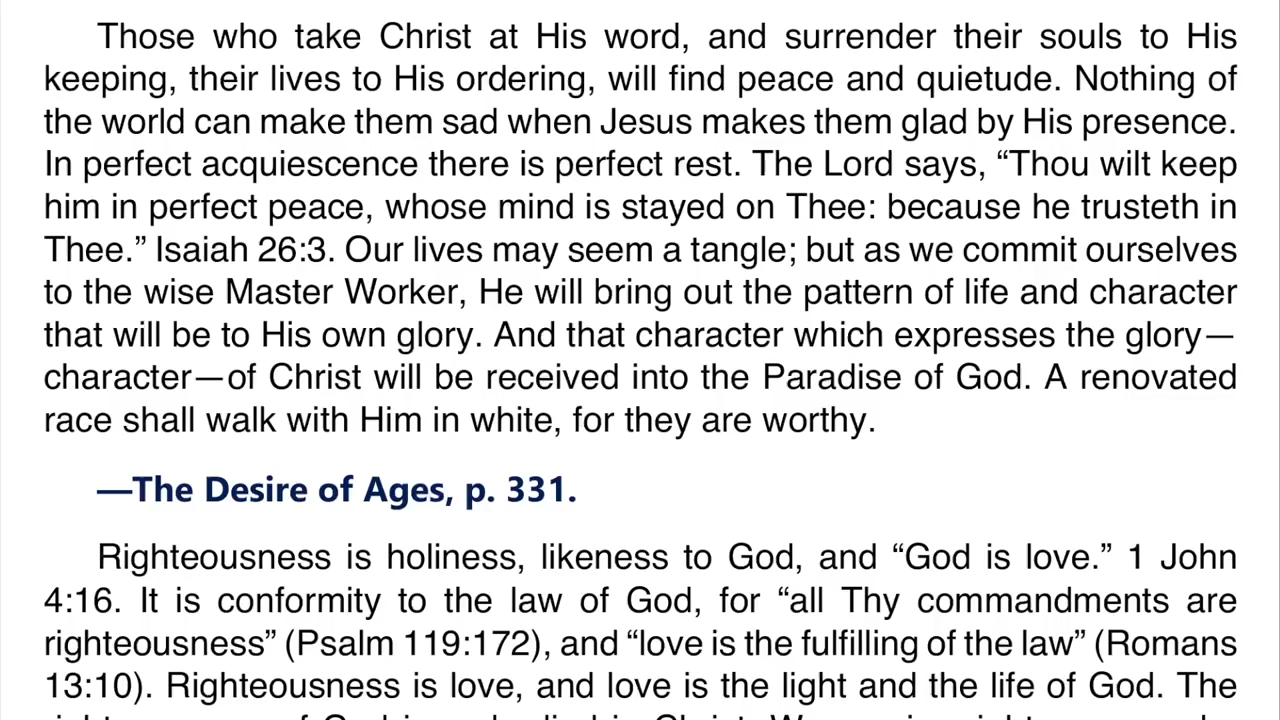 Those who take Christ at His word, and surrender their souls to His
keeping, their lives to His ordering, will find peace and quietude. Nothing of
the world can make them sad when Jesus makes them glad by His presence.
In perfect acquiescence there is perfect rest. The Lord says, “Thou wilt keep
him in perfect peace, whose mind is stayed on Thee: because he trusteth in
Thee.” Isaiah 26:3. Our lives may seem a tangle; but as we commit ourselves
to the wise Master Worker, He will bring out the pattern of life and character
that will be to His own glory. And that character which expresses the glory—
character—of Christ will be received into the Paradise of God. A renovated
race shall walk with Him in white, for they are worthy.
—The Desire of Ages, p. 331.
Righteousness is holiness, likeness to God, and “God is love.” 1 John
4:16. It is conformity to the law of God, for “all Thy commandments are
righteousness” (Psalm 119:172), and “love is the fulfilling of the law” (Romans
13:10). Righteousness is love, and love is the light and the life of God. The